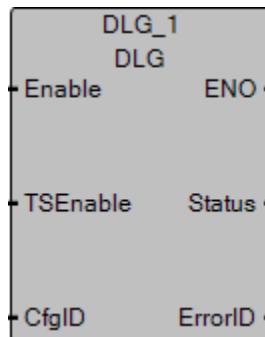 DLG_1
DLG
Enable ENO
TSEnable Status
CfgID ErrorID